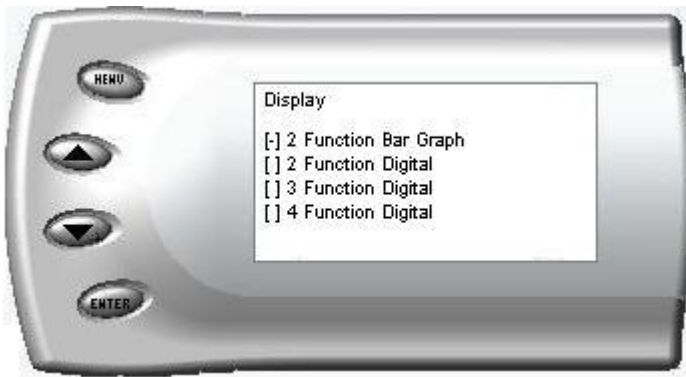 MENU
Display
[-] 2 Function Bar Graph
[ ] 2 Function Digital
[ ] 3 Function Digital
[ ] 4 Function Digital
ENTER